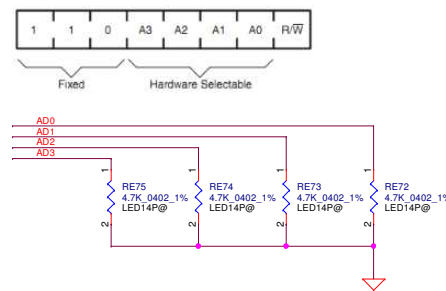 1 1 0 A3 A2 A1 A0 R/W̅
Fixed Hardware Selectable
AD0
AD1
AD2
AD3
1 1 1 1
RE75 RE74 RE73 RE72
4.7K_0402_1% 4.7K_0402_1% 4.7K_0402_1% 4.7K_0402_1%
LED14P@ LED14P@ LED14P@ LED14P@
2 2 2 2